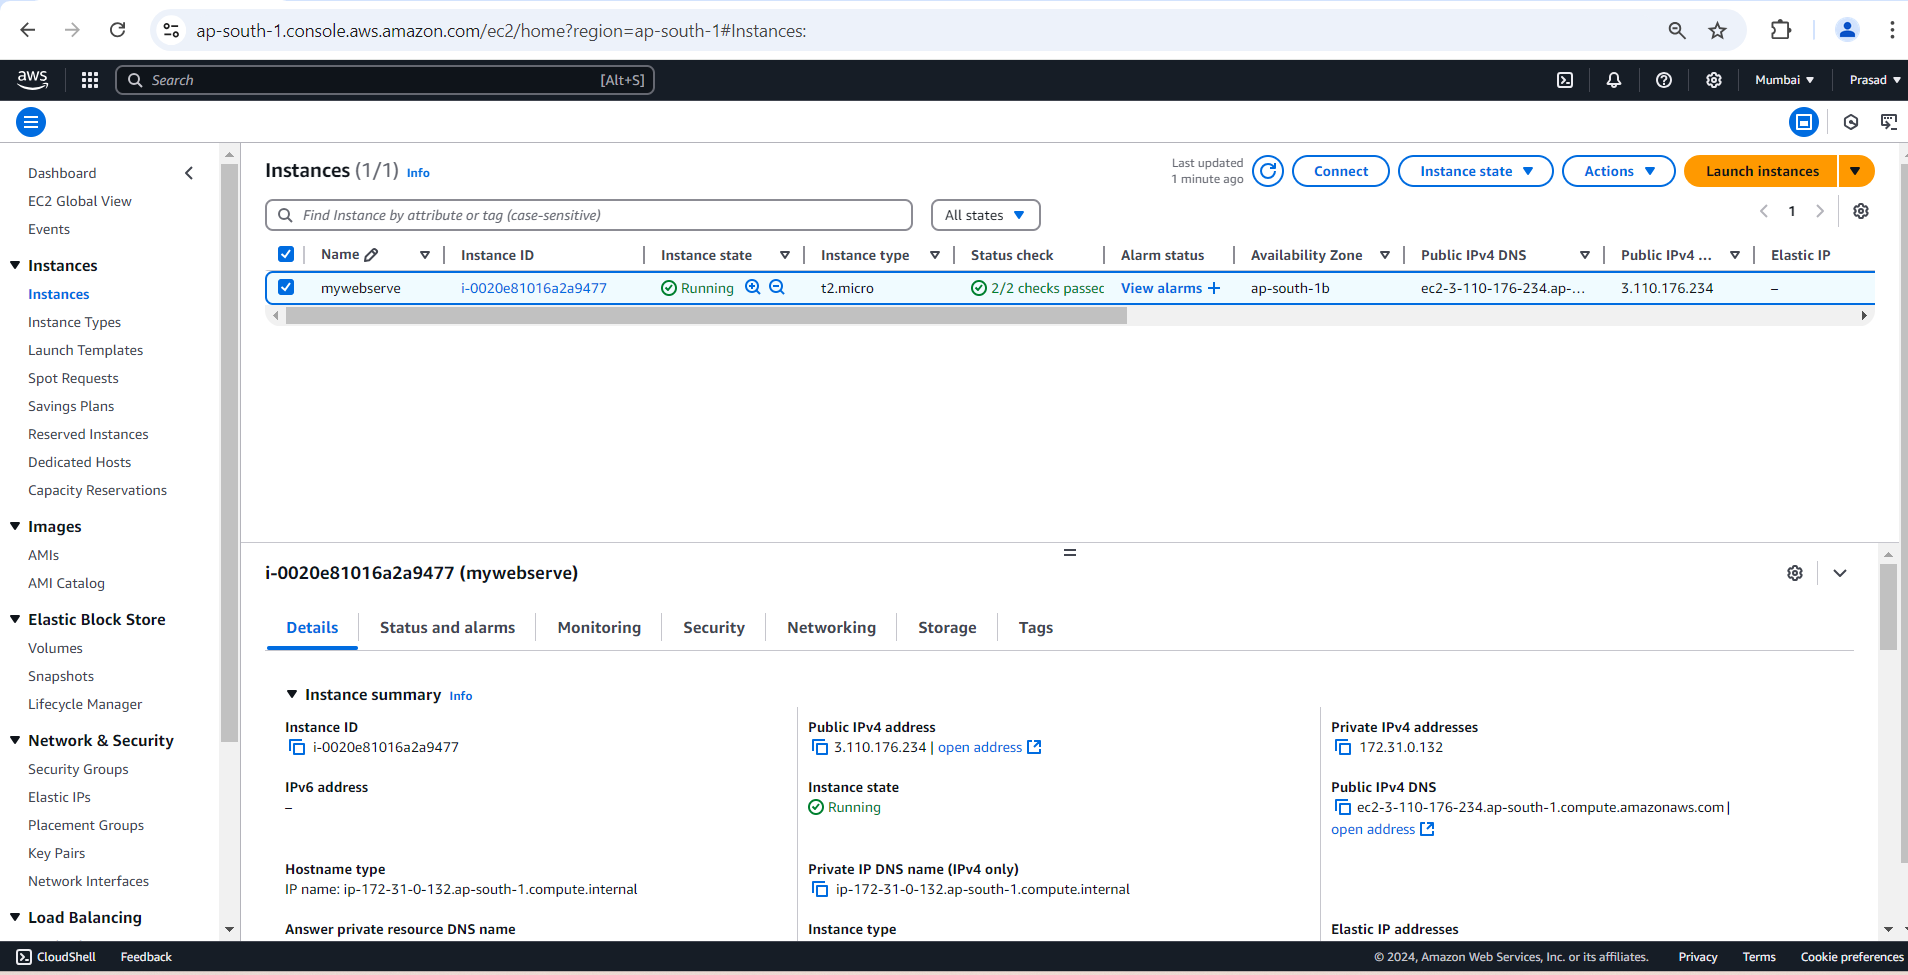 ap-south-1.console.aws.amazon.com/ec2/home?region=ap-south-1#Instances:
aws Search [Alt+S] Mumbai Prasad
Dashboard
EC2 Global View
Events
Instances
Instances
Instance Types
Launch Templates
Spot Requests
Savings Plans
Reserved Instances
Dedicated Hosts
Capacity Reservations
Images
AMIs
AMI Catalog
Elastic Block Store
Volumes
Snapshots
Lifecycle Manager
Network & Security
Security Groups
Elastic IPs
Placement Groups
Key Pairs
Network Interfaces
Load Balancing
Instances (1/1) Info
Last updated
1 minute ago
Connect Instance state Actions Launch instances
Find Instance by attribute or tag (case-sensitive) All states 1
Name Instance ID Instance state Instance type Status check Alarm status Availability Zone Public IPv4 DNS Public IPv4 ... Elastic IP
mywebserve i-0020e81016a2a9477 Running t2.micro 2/2 checks passec View alarms + ap-south-1b ec2-3-110-176-234.ap-... 3.110.176.234 –
i-0020e81016a2a9477 (mywebserve)
Details Status and alarms Monitoring Security Networking Storage Tags
Instance summary Info
Instance ID
i-0020e81016a2a9477
Public IPv4 address
3.110.176.234 | open address
Private IPv4 addresses
172.31.0.132
IPv6 address
–
Instance state
Running
Public IPv4 DNS
ec2-3-110-176-234.ap-south-1.compute.amazonaws.com |
open address
Hostname type
IP name: ip-172-31-0-132.ap-south-1.compute.internal
Private IP DNS name (IPv4 only)
ip-172-31-0-132.ap-south-1.compute.internal
Answer private resource DNS name
Instance type
Elastic IP addresses
CloudShell Feedback © 2024, Amazon Web Services, Inc. or its affiliates. Privacy Terms Cookie preferences